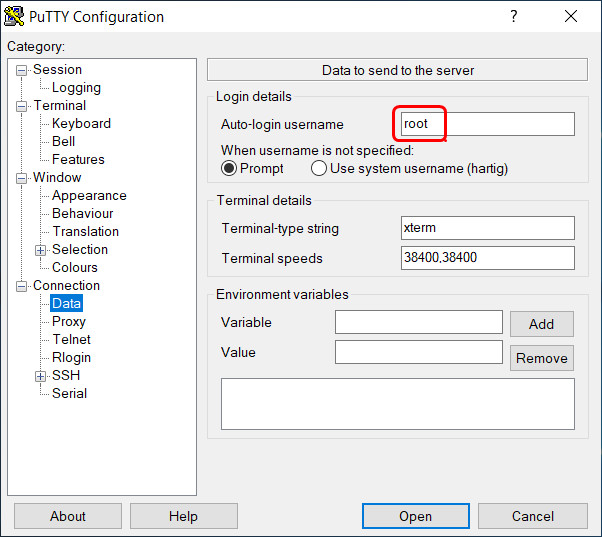 PuTTY Configuration
?
Category:
Session
Logging
Terminal
Keyboard
Bell
Features
Window
Appearance
Behaviour
Translation
Selection
Colours
Connection
Data
Proxy
Telnet
Rlogin
SSH
Serial
Data to send to the server
Login details
Auto-login username root
When username is not specified:
Prompt Use system username (hartig)
Terminal details
Terminal-type string xterm
Terminal speeds 38400,38400
Environment variables
Variable Add
Value Remove
About Help Open Cancel